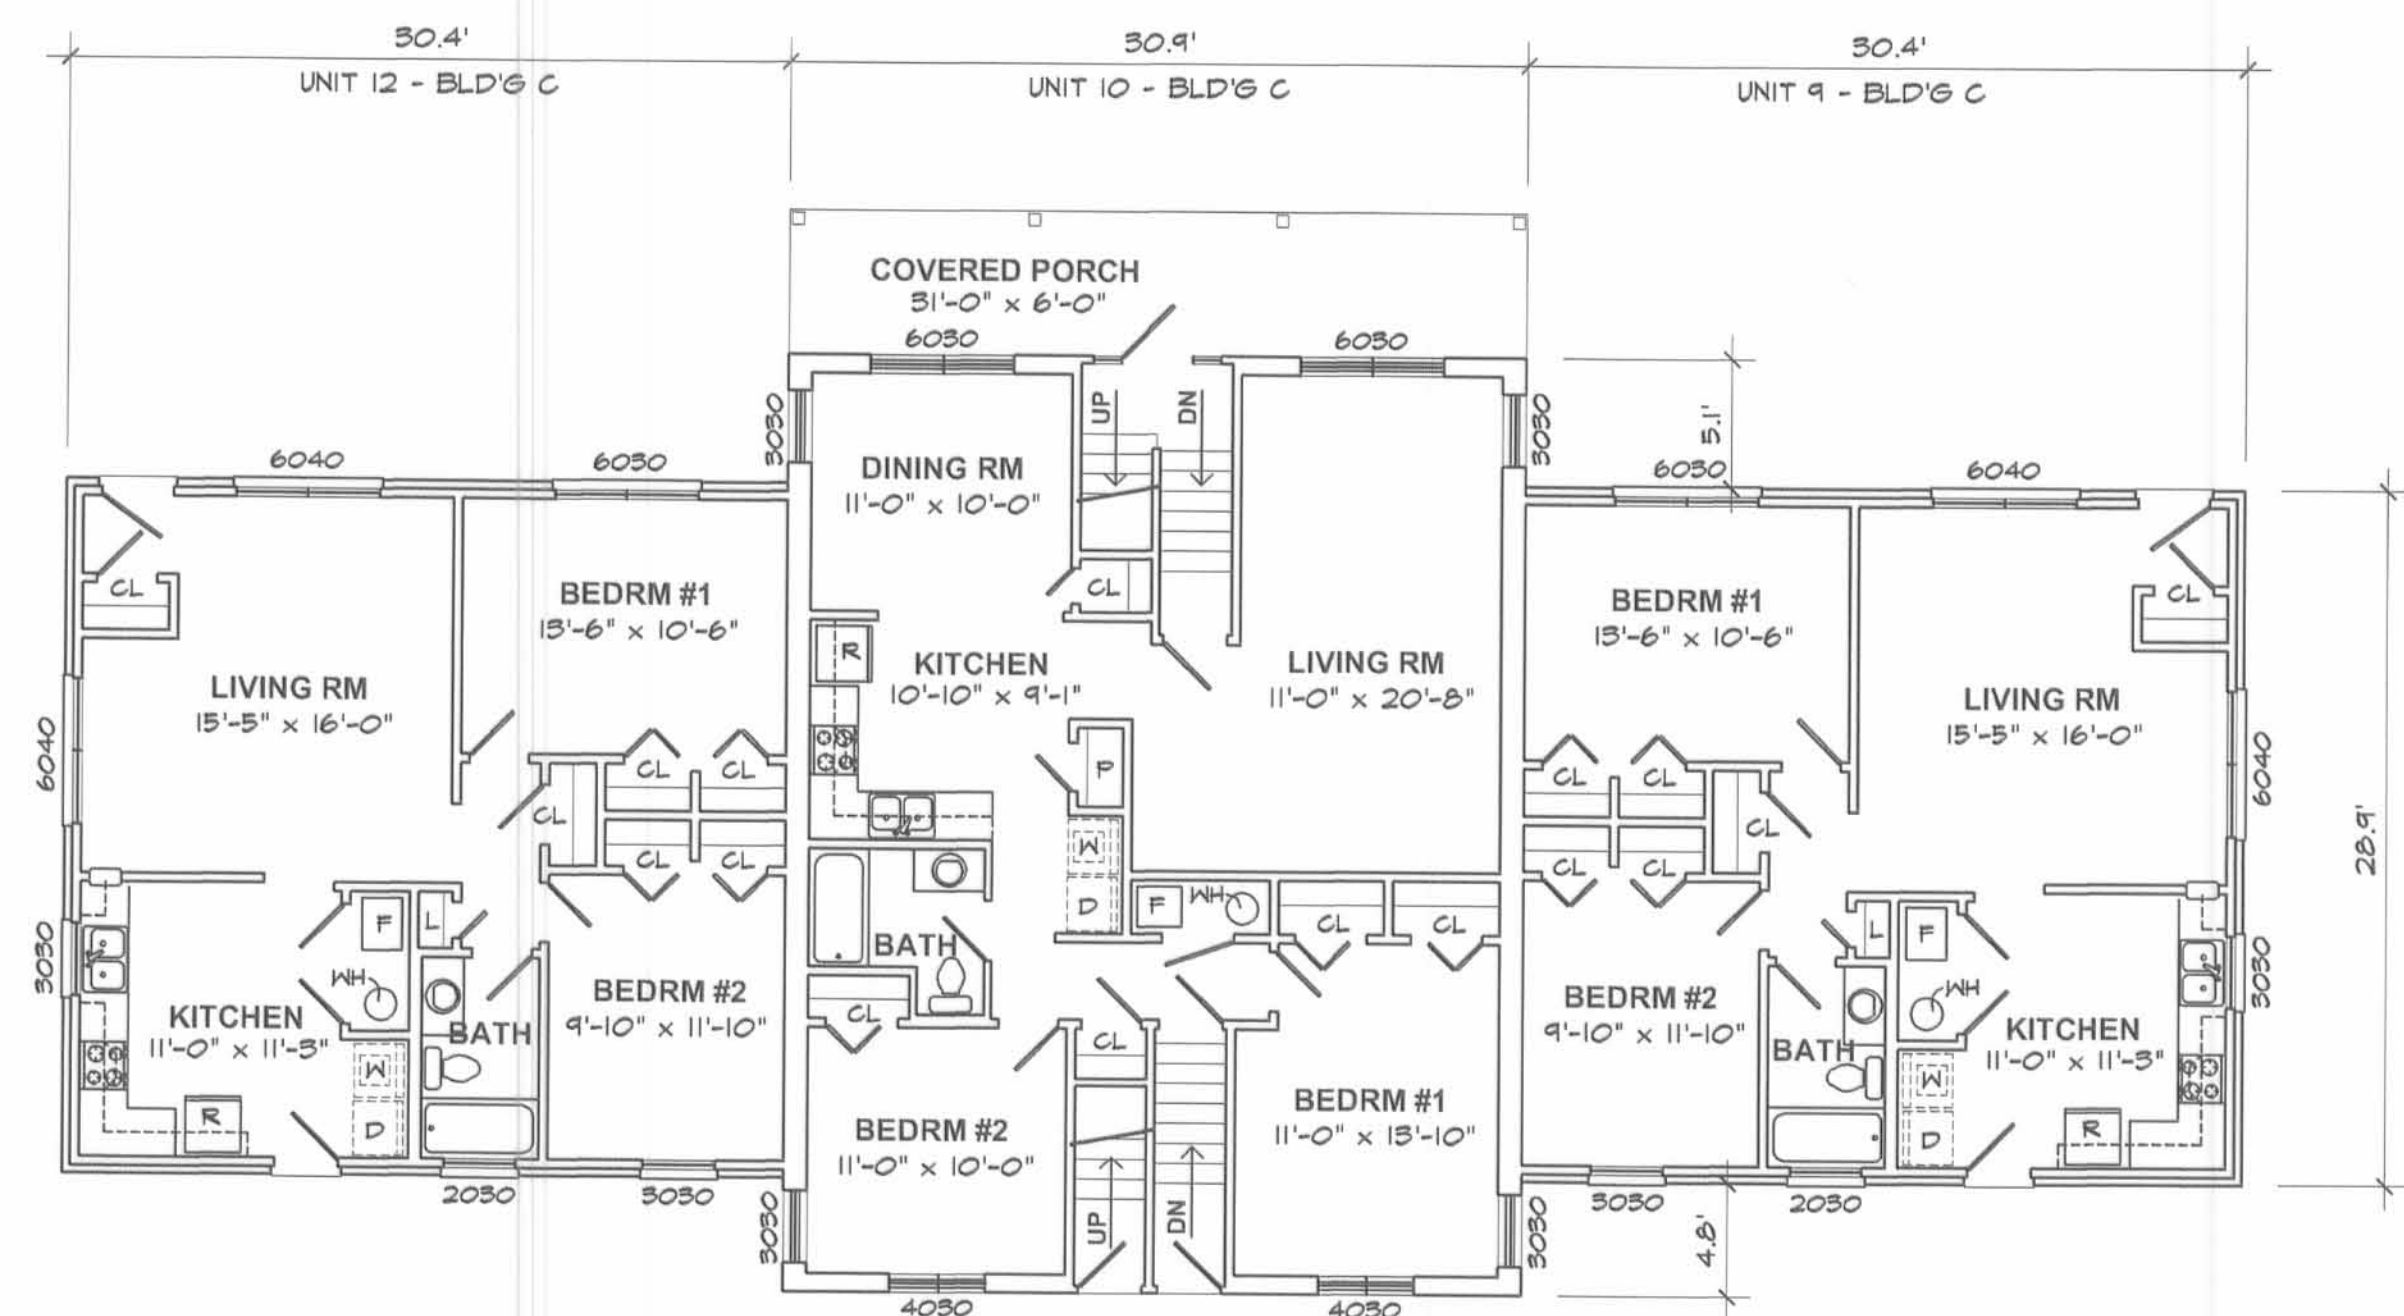 30.4'
30.9'
30.4'
UNIT 12 - BLD'G C
UNIT 10 - BLD'G C
UNIT 9 - BLD'G C
COVERED PORCH
31'-0" x 6'-0"
6030
6030
3030
3030
5.1'
UP
DN
6040
6030
6030
6040
DINING RM
11'-0" x 10'-0"
CL
CL
CL
BEDRM #1
13'-6" x 10'-6"
BEDRM #1
13'-6" x 10'-6"
R
KITCHEN
10'-10" x 9'-1"
LIVING RM
11'-0" x 20'-8"
LIVING RM
15'-5" x 16'-0"
LIVING RM
15'-5" x 16'-0"
6040
6040
CL
CL
P
CL
CL
CL
CL
28.9'
CL
CL
W
CL
CL
L
F
D
F
WH
CL
CL
L
F
BATH
3030
3030
WH
WH
BEDRM #2
9'-10" x 11'-10"
BEDRM #2
9'-10" x 11'-10"
CL
KITCHEN
11'-0" x 11'-3"
KITCHEN
11'-0" x 11'-3"
BATH
CL
BATH
W
W
R
D
BEDRM #2
11'-0" x 10'-0"
BEDRM #1
11'-0" x 13'-10"
D
R
2030
3030
3030
2030
3030
UP
DN
3030
4.8'
4030
4030